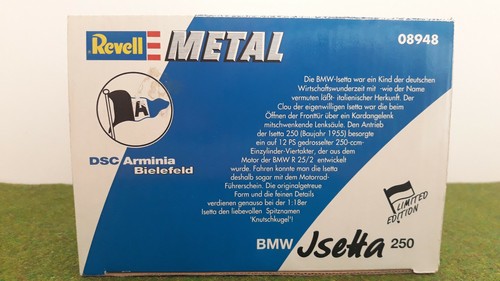 Revell METAL
08948
Die BMW-Isetta war ein Kind der deutschen
Wirtschaftswunderzeit mit -wie der Name
vermuten läßt- italienischer Herkunft. Der
Clou der eigenwilligen Isetta war die beim
Öffnen der Fronttür über ein Kardangelenk
mitschwenkende Lenksäule. Den Antrieb
der Isetta 250 (Baujahr 1955) besorgte
ein auf 12 PS gedrosselter 250-ccm-
Einzylinder-Viertakter, der aus dem
Motor der BMW R 25/2 entwickelt
wurde. Fahren konnte man die Isetta
deshalb sogar mit dem Motorrad-
Führerschein. Die originalgetreue
Form und die feinen Details
verdienen genauso bei der 1:18er
Isetta den liebevollen Spitznamen
'Knutschkugel'!
A
DSC Arminia
Bielefeld
LIMITED
EDITION
BMW Isetta 250